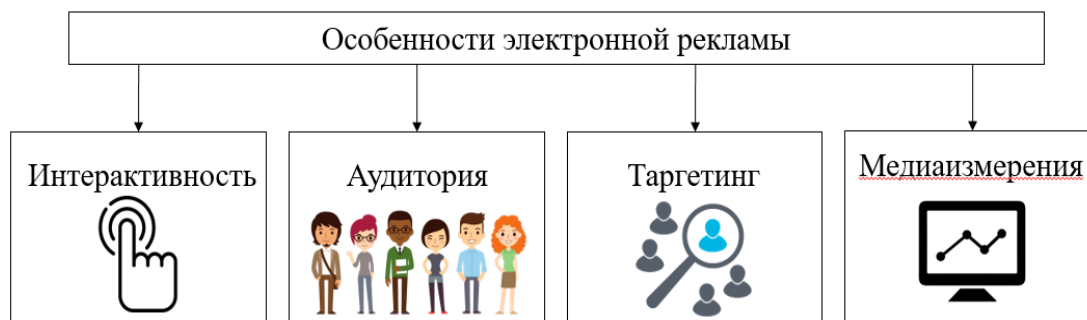 Особенности электронной рекламы
Интерактивность
Аудитория
Таргетинг
Медиаизмерения